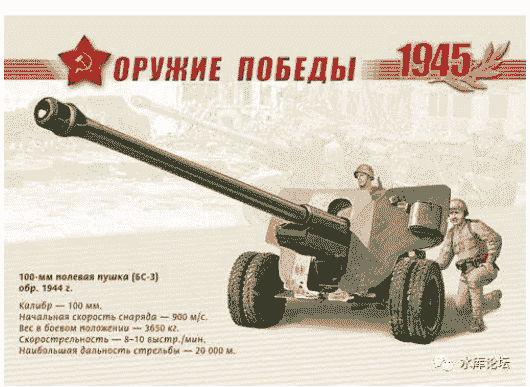 ОРУЖИЕ ПОБЕДЫ
1945
100-мм полевая пушка (БС-3)
обр. 1944 г.
Калибр — 100 мм.
Начальная скорость снаряда — 900 м/с.
Вес в боевом положении — 3650 кг.
Скорострельность — 8–10 выстр./мин.
Наибольшая дальность стрельбы — 20 000 м.
水库论坛